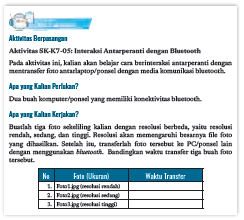 Aktivitas Berpasangan
Aktivitas SK-K7-05: Interaksi Antarperanti dengan Bluetooth
Pada aktivitas ini, kalian akan belajar cara berinteraksi antarperanti dengan
mentransfer foto antarlaptop/ponsel dengan media komunikasi bluetooth.
Apa yang Kalian Perlukan?
Dua buah komputer/ponsel yang memiliki konektivitas bluetooth.
Apa yang Kalian Kerjakan?
Buatlah tiga foto sekeliling kalian dengan resolusi berbeda, yaitu resolusi
rendah, sedang, dan tinggi. Resolusi akan memengaruhi besarnya file foto
yang dihasilkan. Setelah itu, transferlah foto tersebut ke PC/ponsel lain
dengan menggunakan bluetooth. Bandingkan waktu transfer tiga buah foto
tersebut.
No Foto (Ukuran) Waktu Transfer
1. Foto1.jpg (resolusi rendah)
2. Foto2.jpg (resolusi sedang)
3. Foto3.jpg (resolusi tinggi)